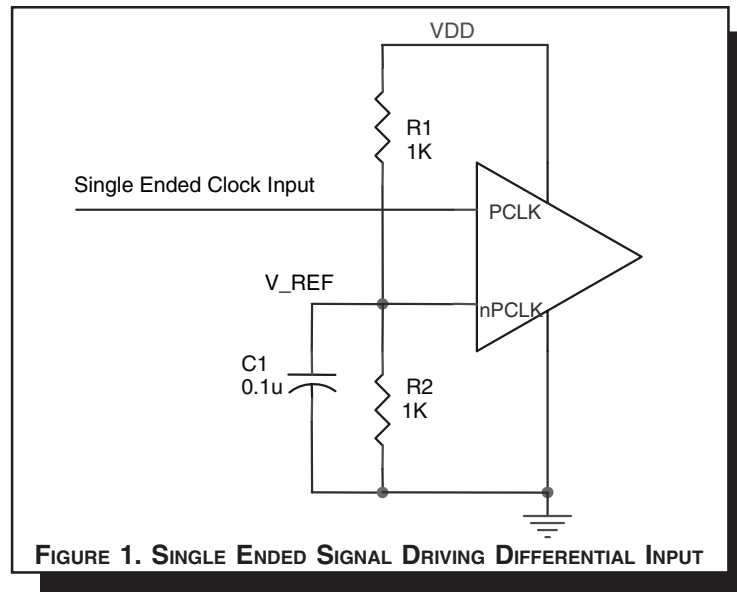 VDD
R1
1K
Single Ended Clock Input
PCLK
V_REF
nPCLK
C1
0.1u
R2
1K
FIGURE 1. SINGLE ENDED SIGNAL DRIVING DIFFERENTIAL INPUT